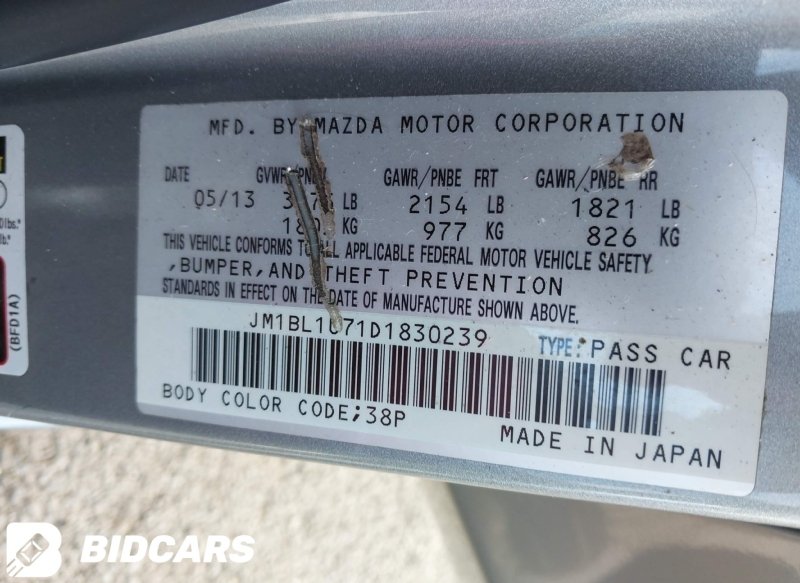 MFD. BY MAZDA MOTOR CORPORATION
DATE GAWR/PNBE FRT GAWR/PNBE RR
05/13 LB 2154 LB 1821 LB
KG 977 KG 826 KG
THIS VEHICLE CONFORMS TO ALL APPLICABLE FEDERAL MOTOR VEHICLE SAFETY
,BUMPER,AND THEFT PREVENTION
STANDARDS IN EFFECT ON THE DATE OF MANUFACTURE SHOWN ABOVE.
TYPE: PASS CAR
BODY COLOR CODE;38P
MADE IN JAPAN
(BFD1A)
BIDCARS